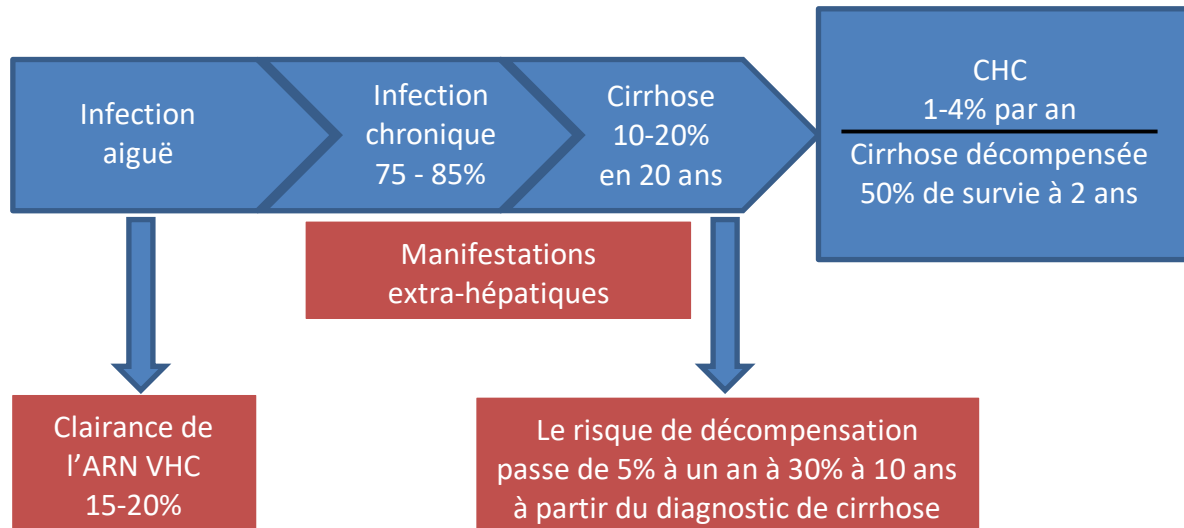 Infection
aiguë
Infection
chronique
75 - 85%
Cirrhose
10-20%
en 20 ans
CHC
1-4% par an
Cirrhose décompensée
50% de survie à 2 ans
Manifestations
extra-hépatiques
Clairance de
l’ARN VHC
15-20%
Le risque de décompensation
passe de 5% à un an à 30% à 10 ans
à partir du diagnostic de cirrhose